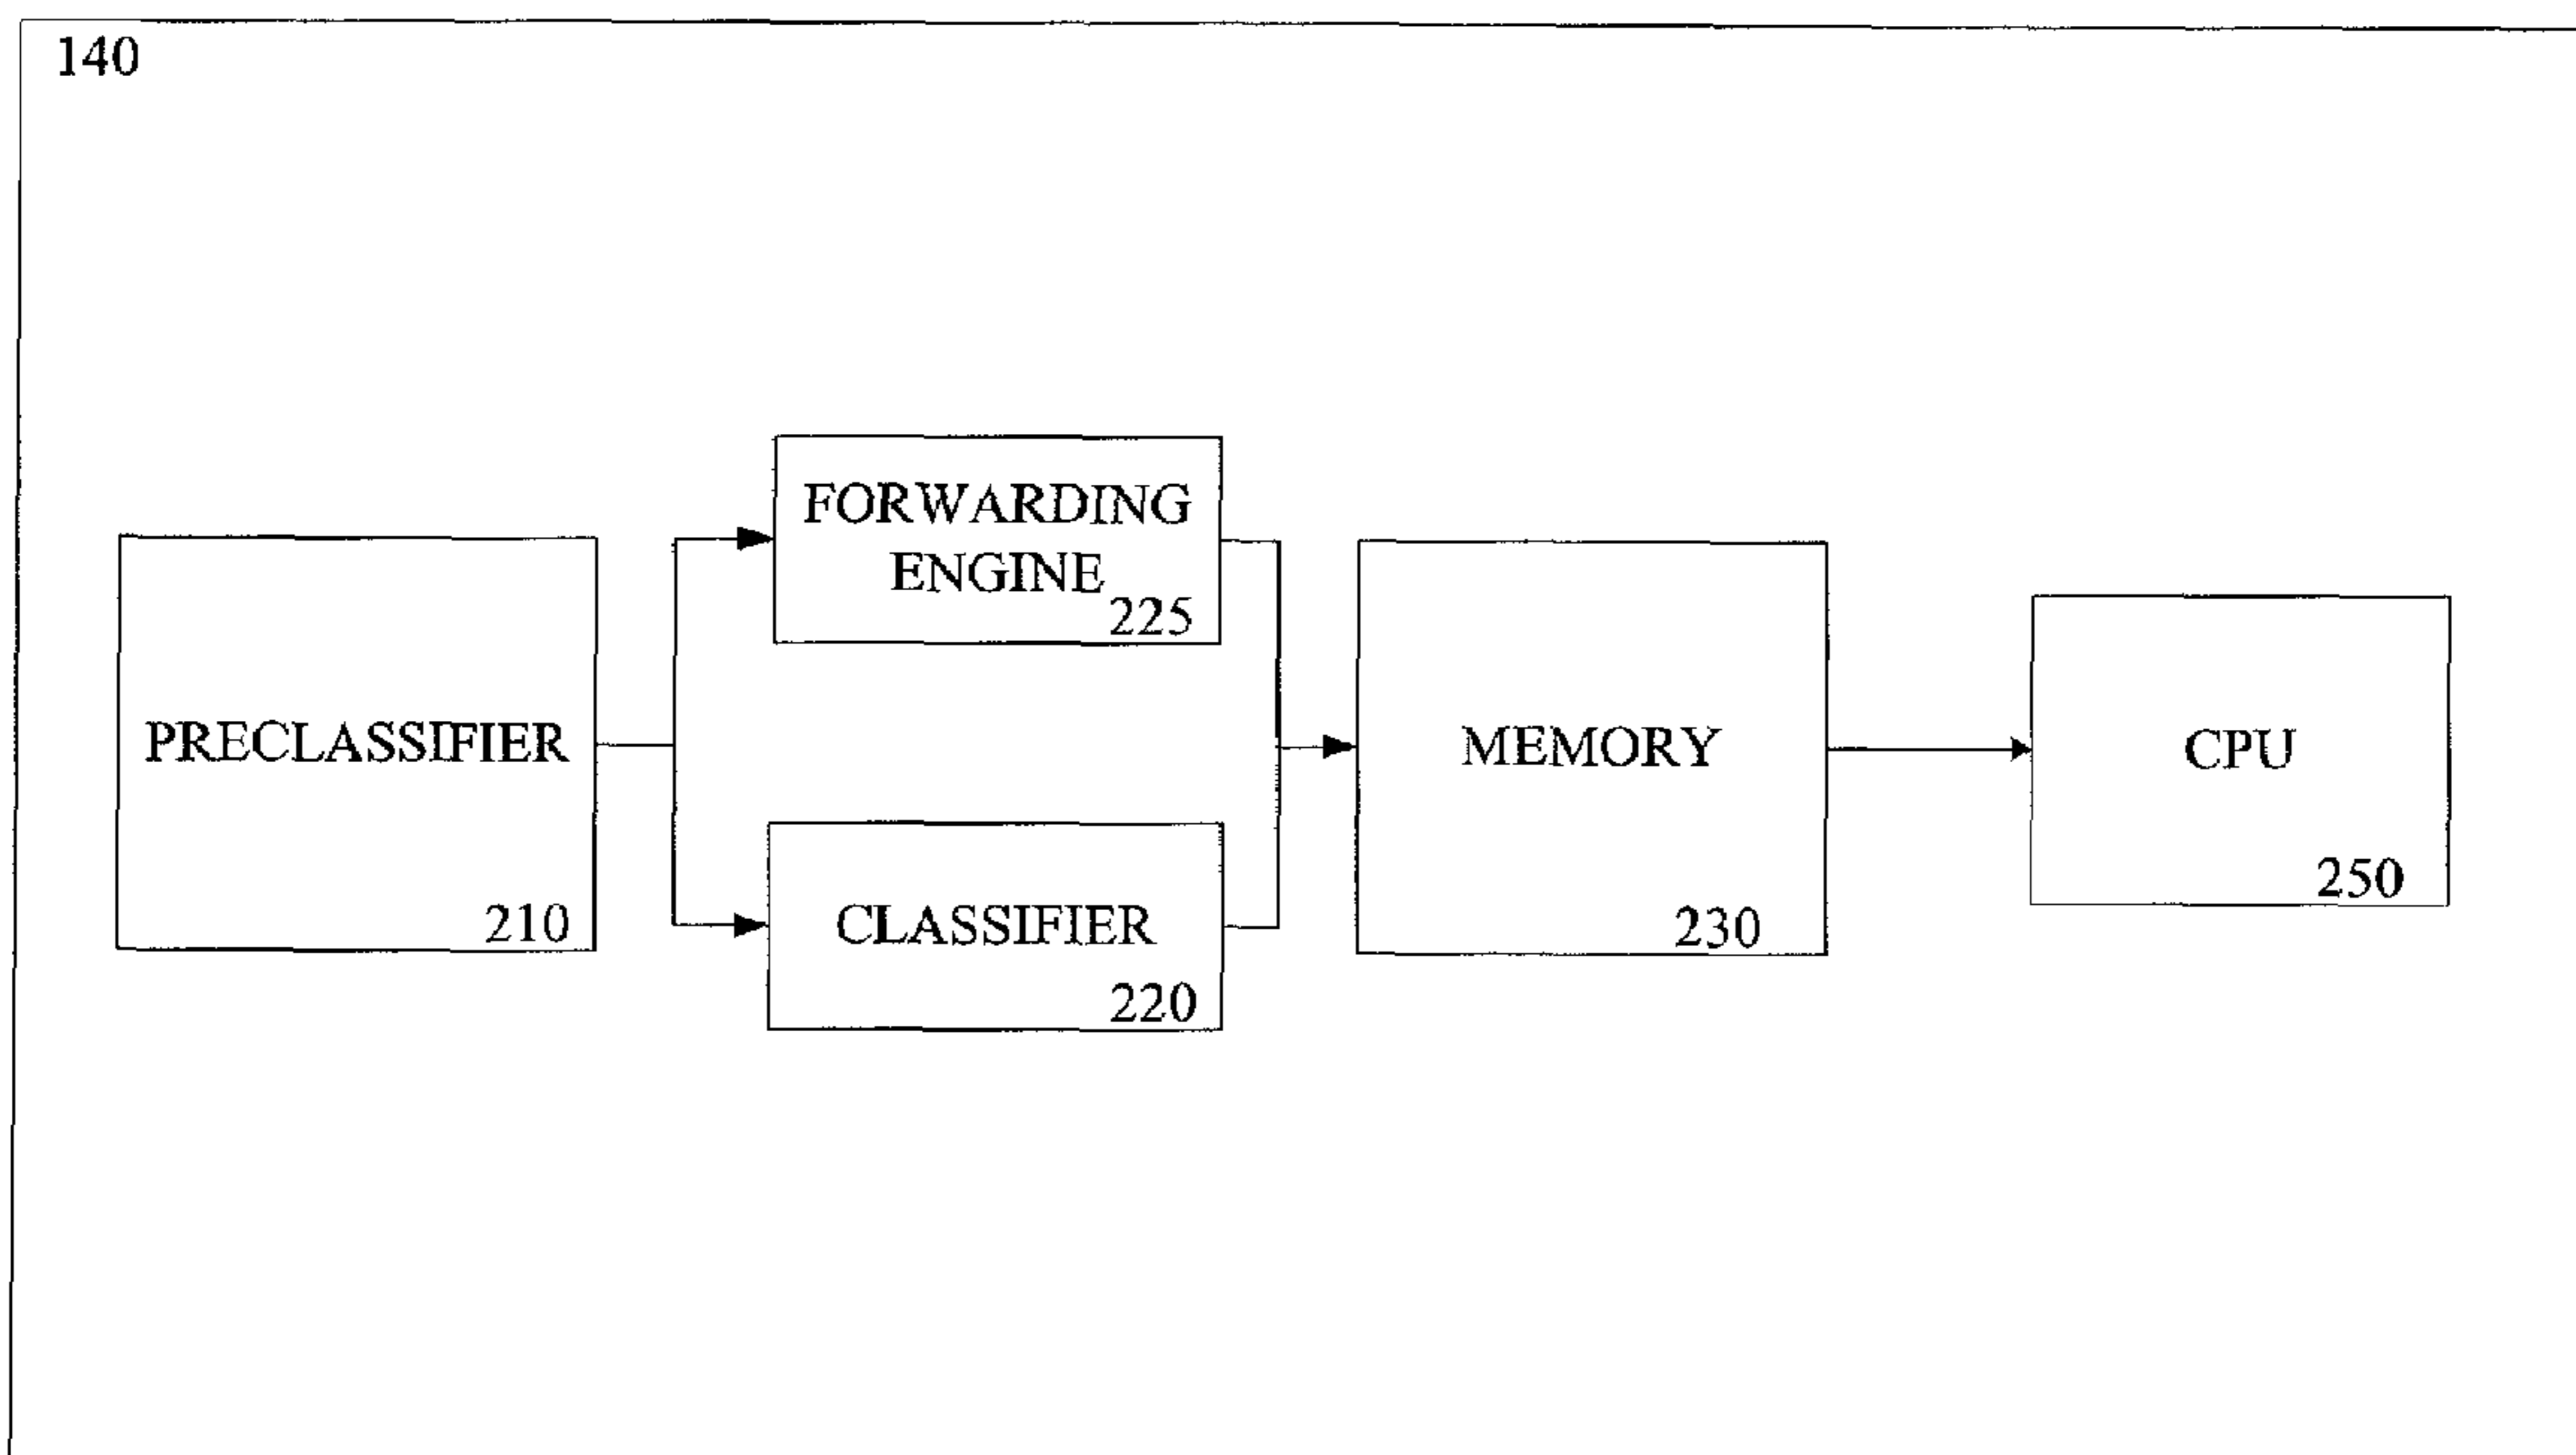 140
FORWARDING
ENGINE
225
PRECLASSIFIER
210
CLASSIFIER
220
MEMORY
230
CPU
250